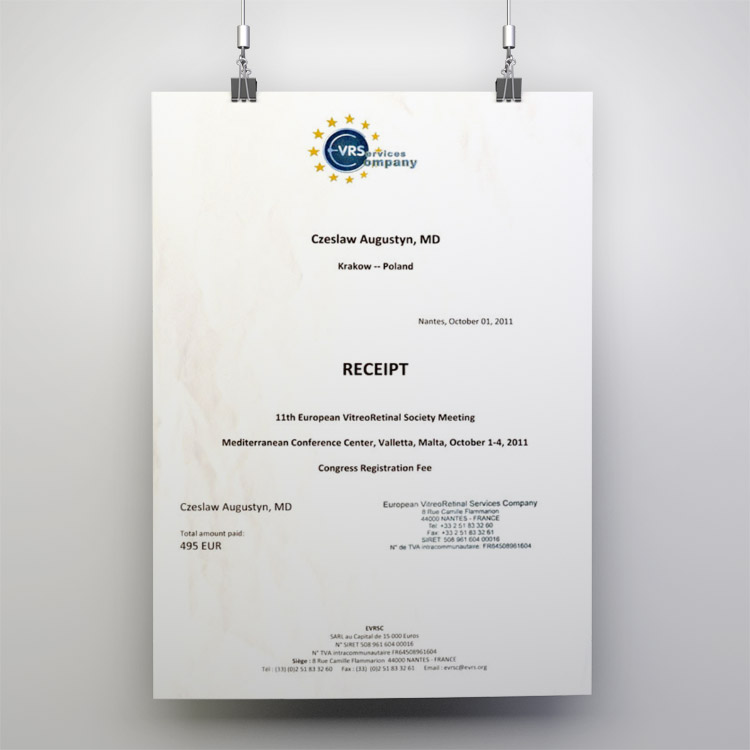 EVRServices
Company
Czeslaw Augustyn, MD
Krakow -- Poland
Nantes, October 01, 2011
RECEIPT
11th European VitreoRetinal Society Meeting
Mediterranean Conference Center, Valletta, Malta, October 1-4, 2011
Congress Registration Fee
Czeslaw Augustyn, MD
Total amount paid:
495 EUR
European VitreoRetinal Services Company
8 Rue Camille Flammarion
44000 NANTES - FRANCE
Tel: +33 2 51 83 32 60
Fax: +33 2 51 83 32 61
SIRET 508 961 604 00016
N° de TVA intracommunautaire: FR64508961604
EVRSC
SARL au Capital de 15 000 Euros
N° SIRET 508 961 604 00016
N° TVA intracommunautaire FR64508961604
Siège : 8 Rue Camille Flammarion 44000 NANTES - FRANCE
Tél : (33) (0)2 51 83 32 60 Fax : (33) (0)2 51 83 32 61 Email : evrsc@evrs.org